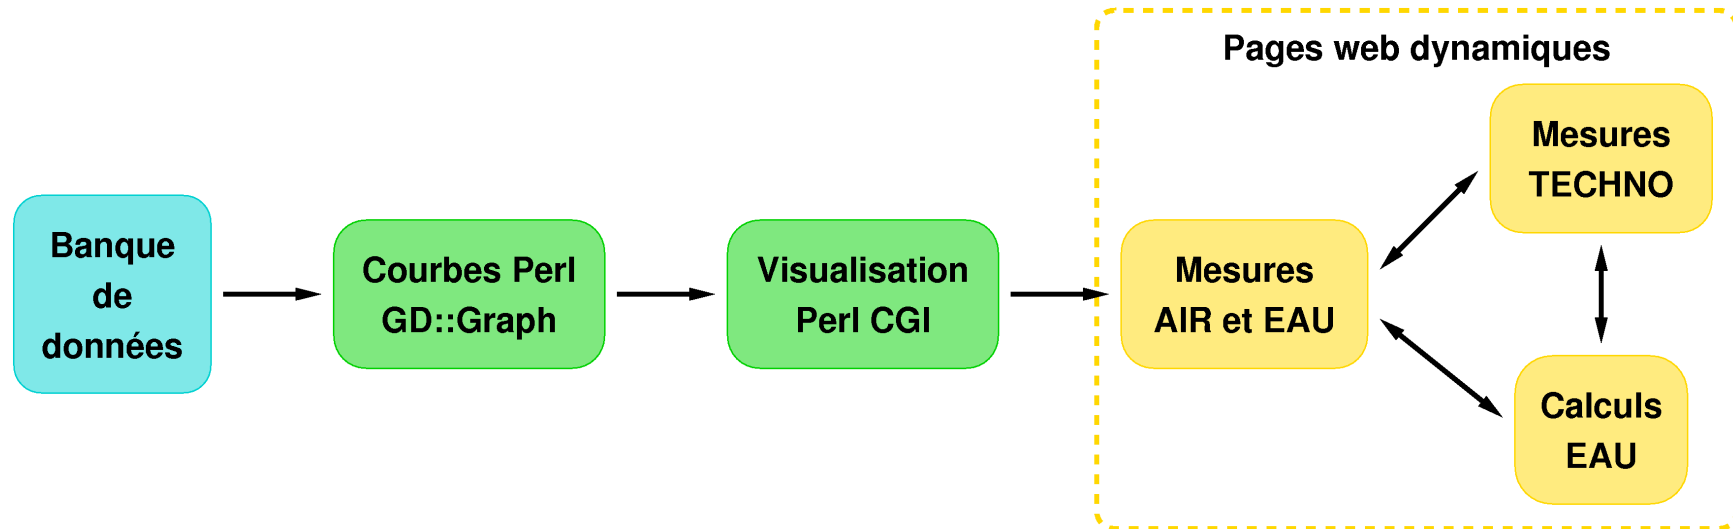 Pages web dynamiques
Banque
de
données
Courbes Perl
GD::Graph
Visualisation
Perl CGI
Mesures
AIR et EAU
Mesures
TECHNO
Calculs
EAU